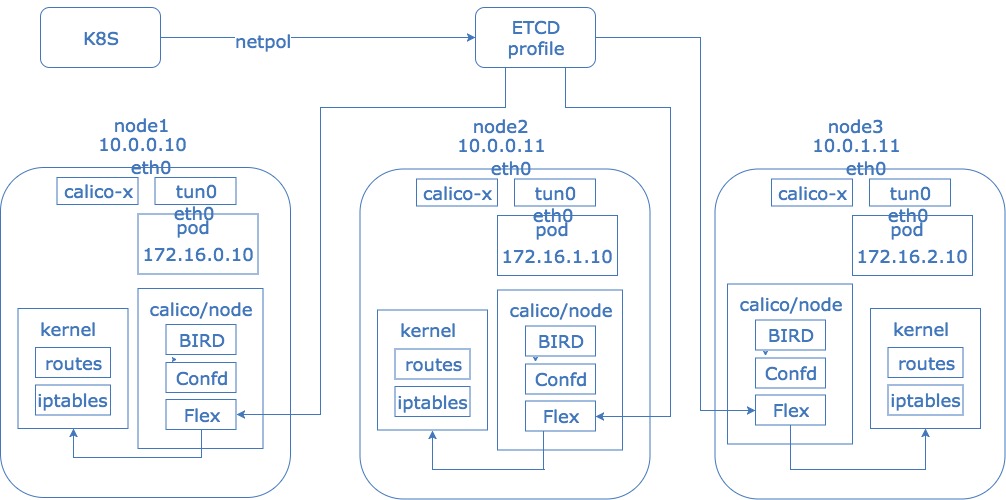 K8S
netpol
ETCD
profile
node1
10.0.0.10
eth0
calico-x
tun0
eth0
pod
172.16.0.10
kernel
routes
iptables
calico/node
BIRD
Confd
Flex
node2
10.0.0.11
eth0
calico-x
tun0
eth0
pod
172.16.1.10
kernel
routes
iptables
calico/node
BIRD
Confd
Flex
node3
10.0.1.11
eth0
calico-x
tun0
eth0
pod
172.16.2.10
calico/node
BIRD
Confd
Flex
kernel
routes
iptables